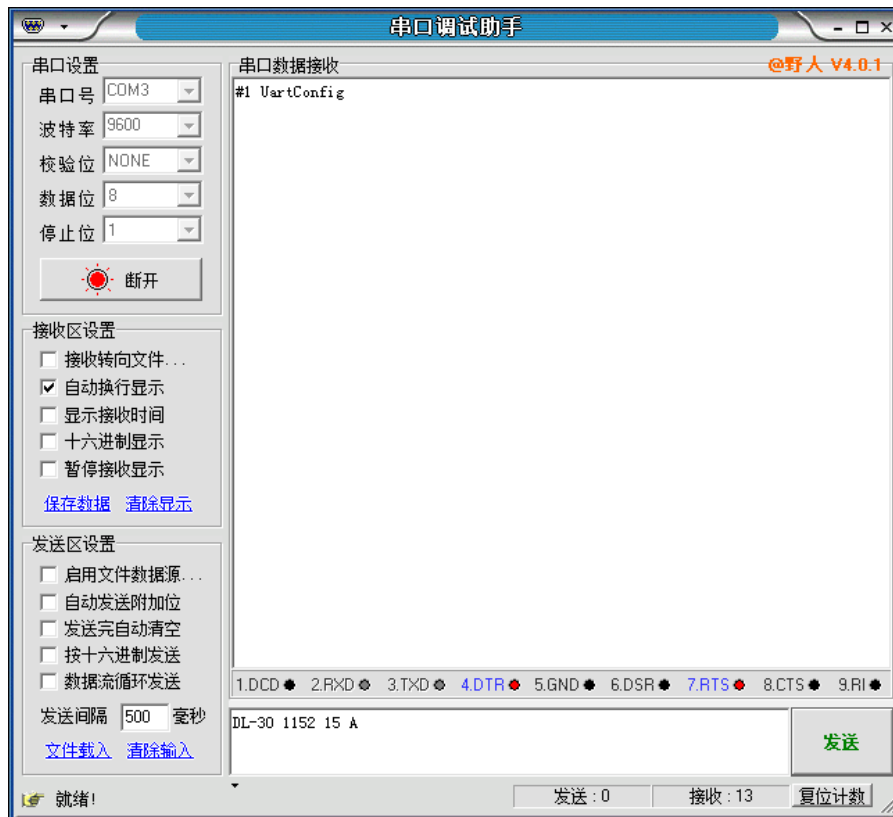 串口调试助手
串口设置
串口号 COM3
波特率 9600
校验位 NONE
数据位 8
停止位 1
断开
接收区设置
接收转向文件...
自动换行显示
显示接收时间
十六进制显示
暂停接收显示
保存数据 清除显示
发送区设置
启用文件数据源...
自动发送附加位
发送完自动清空
按十六进制发送
数据流循环发送
发送间隔 500 毫秒
文件载入 清除输入
串口数据接收 @野人 V4.0.1
#1 UartConfig
1.DCD 2.RXD 3.TXD 4.DTR 5.GND 6.DSR 7.RTS 8.CTS 9.RI
DL-30 1152 15 A
发送
就绪! 发送 : 0 接收 : 13 复位计数